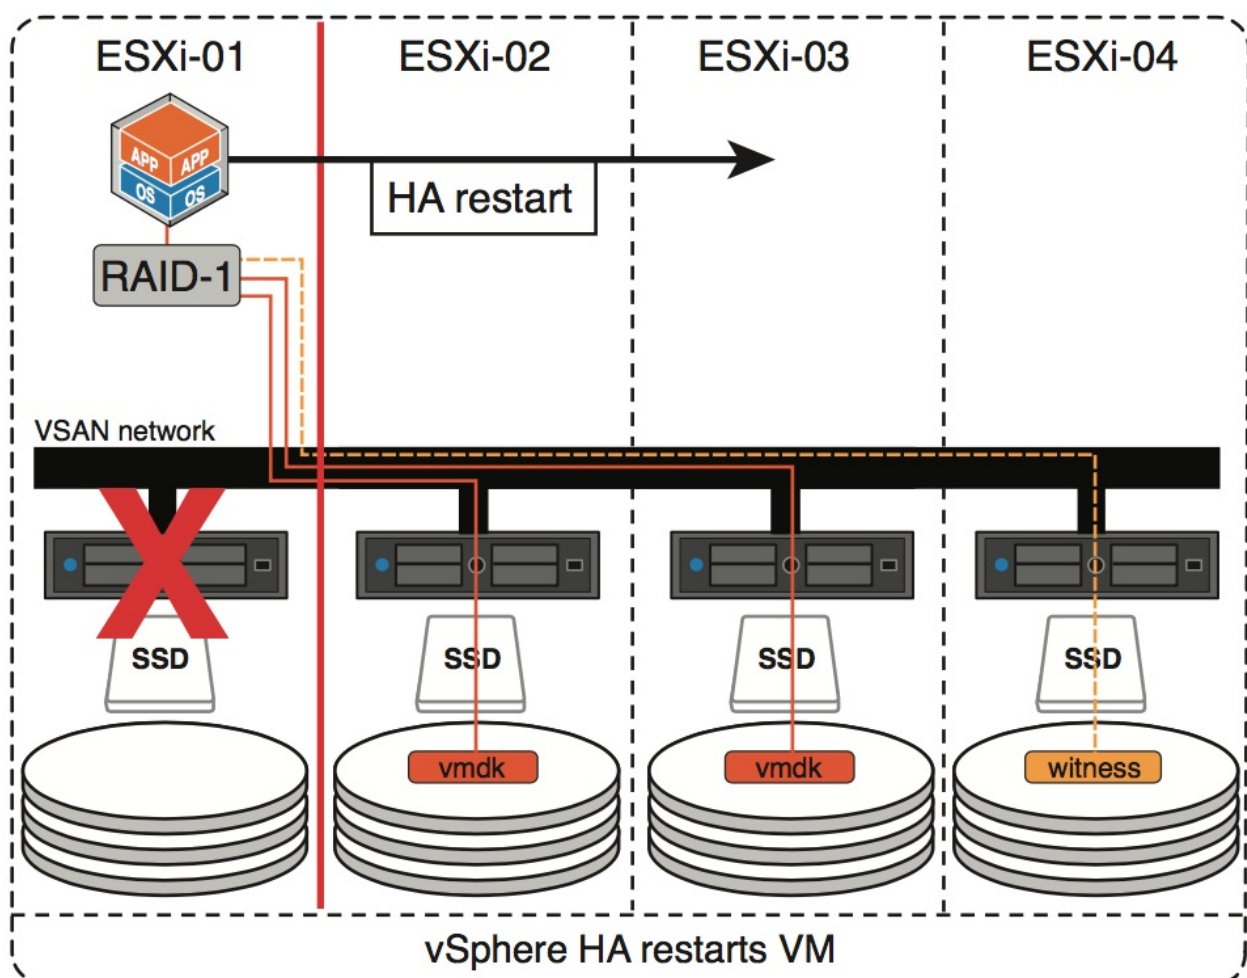 ESXi-01
ESXi-02
ESXi-03
ESXi-04
APP
APP
OS
OS
HA restart
RAID-1
VSAN network
SSD
SSD
SSD
SSD
vmdk
vmdk
witness
vSphere HA restarts VM